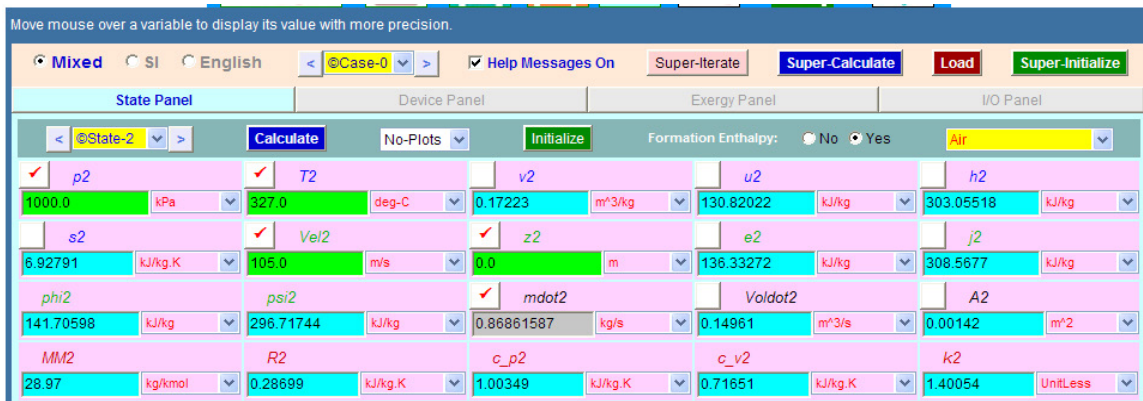 Move mouse over a variable to display its value with more precision.
Mixed SI English < ©Case-0 > Help Messages On Super-Iterate Super-Calculate Load Super-Initialize
State Panel Device Panel Exergy Panel I/O Panel
< ©State-2 > Calculate No-Plots Initialize Formation Enthalpy: No Yes Air
p2 T2 v2 u2 h2
1000.0 kPa 327.0 deg-C 0.17223 m^3/kg 130.82022 kJ/kg 303.05518 kJ/kg
s2 Vel2 z2 e2 j2
6.92791 kJ/kg.K 105.0 m/s 0.0 m 136.33272 kJ/kg 308.5677 kJ/kg
phi2 psi2 mdot2 Voldot2 A2
141.70598 kJ/kg 296.71744 kJ/kg 0.86861587 kg/s 0.14961 m^3/s 0.00142 m^2
MM2 R2 c_p2 c_v2 k2
28.97 kg/kmol 0.28699 kJ/kg.K 1.00349 kJ/kg.K 0.71651 kJ/kg.K 1.40054 UnitLess